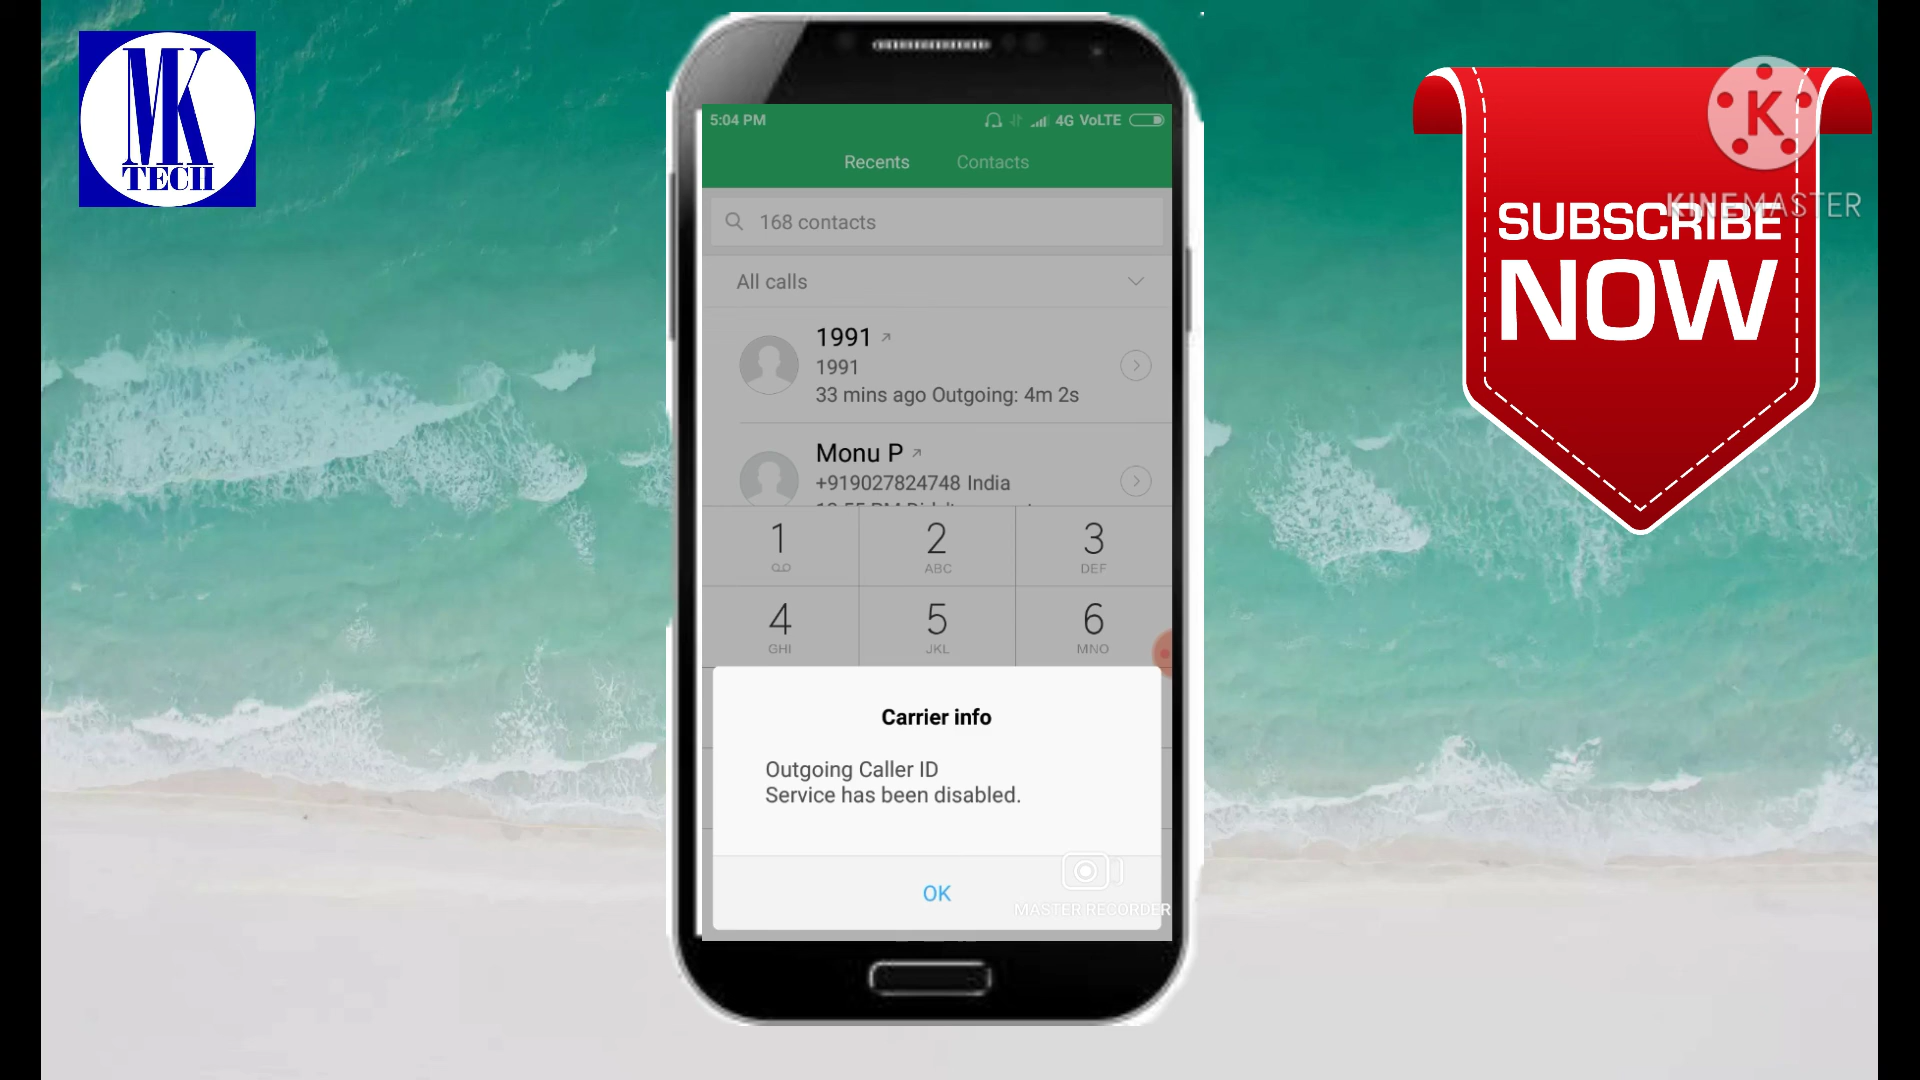 MK
TECH
5:04 PM
4G VoLTE
Recents
Contacts
168 contacts
All calls
1991
1991
33 mins ago Outgoing: 4m 2s
Monu P
+919027824748 India
1
2
ABC
3
DEF
4
GHI
5
JKL
6
MNO
Carrier info
Outgoing Caller ID
Service has been disabled.
OK
MASTER RECORDER
K
KINEMASTER
SUBSCRIBE
NOW